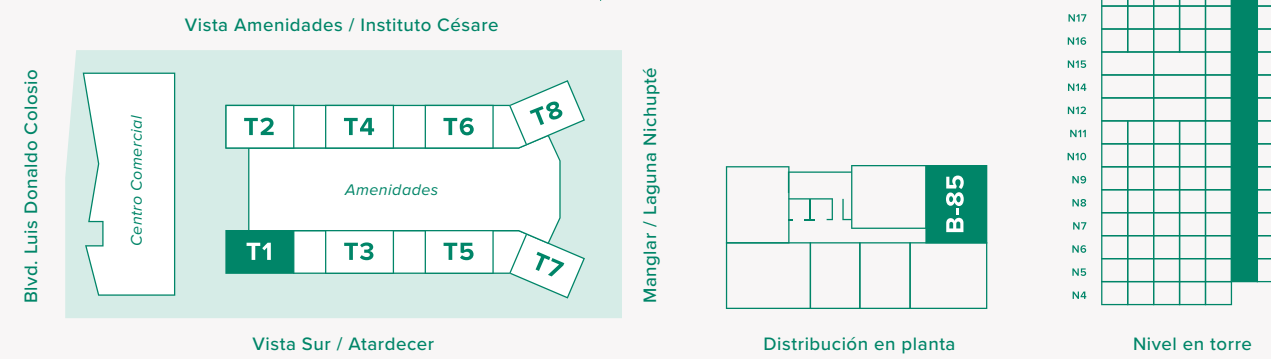 Vista Amenidades / Instituto Césare
Blvd. Luis Donaldo Colosio
Centro Comercial
T2
T4
T6
T8
Amenidades
T1
T3
T5
T7
Manglar / Laguna Nichupté
Vista Sur / Atardecer
B-85
Distribución en planta
N17
N16
N15
N14
N12
N11
N10
N9
N8
N7
N6
N5
N4
Nivel en torre